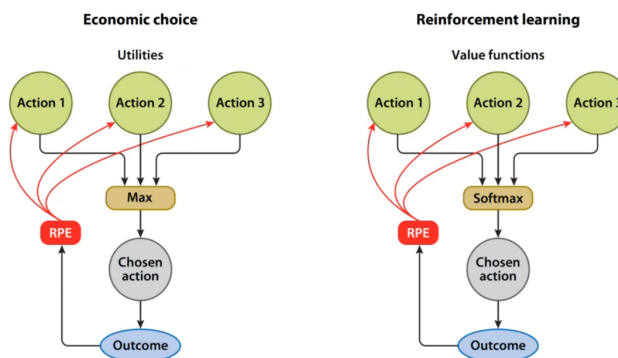 Economic choice
Utilities
Action 1
Action 2
Action 3
Max
RPE
Chosen
action
Outcome
Reinforcement learning
Value functions
Action 1
Action 2
Action 3
Softmax
RPE
Chosen
action
Outcome